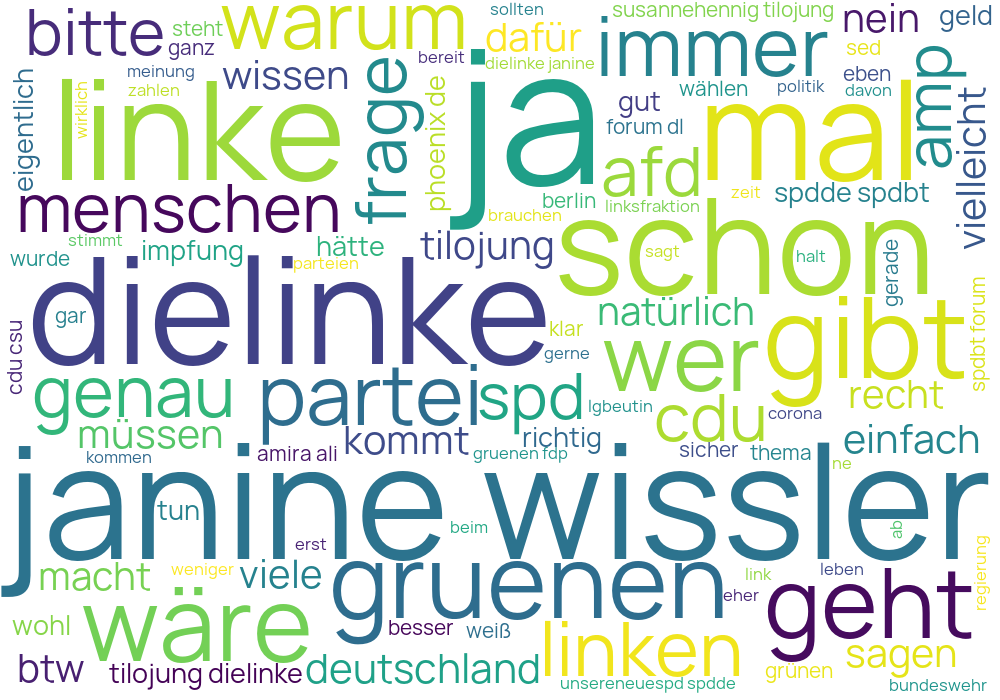 sollten
susannehennig tilojung
bitte
steht
ganz
warum
dafür
immer
nein
geld
sed
bereit
dielinke janine
meinung
zahlen
wissen
eben
davon
politik
wählen
eigentlich
wirklich
linke
frage
phoenix de
ja
gut
forum dl
mal
amp
vielleicht
afd
menschen
berlin
linksfraktion
zeit
spdde spdbt
brauchen
stimmt
wurde
impfung
hätte
parteien
tilojung
schon
sagt
halt
gerade
dielinke
gar
klar
gerne
natürlich
gibt
spdbt forum
cdu csu
genau
partei
spd
wer
lgbeutin
cdu
corona
recht
müssen
kommen
kommt
amira ali
richtig
gruenen fdp
sicher
thema
einfach
ne
janine wissler
tun
beim
erst
ab
regierung
macht
weniger
viele
gruenen
link
leben
eher
geht
wohl
wäre
besser
weiß
linken
grünen
sagen
btw
tilojung dielinke
deutschland
unsereneuespd spdde
bundeswehr